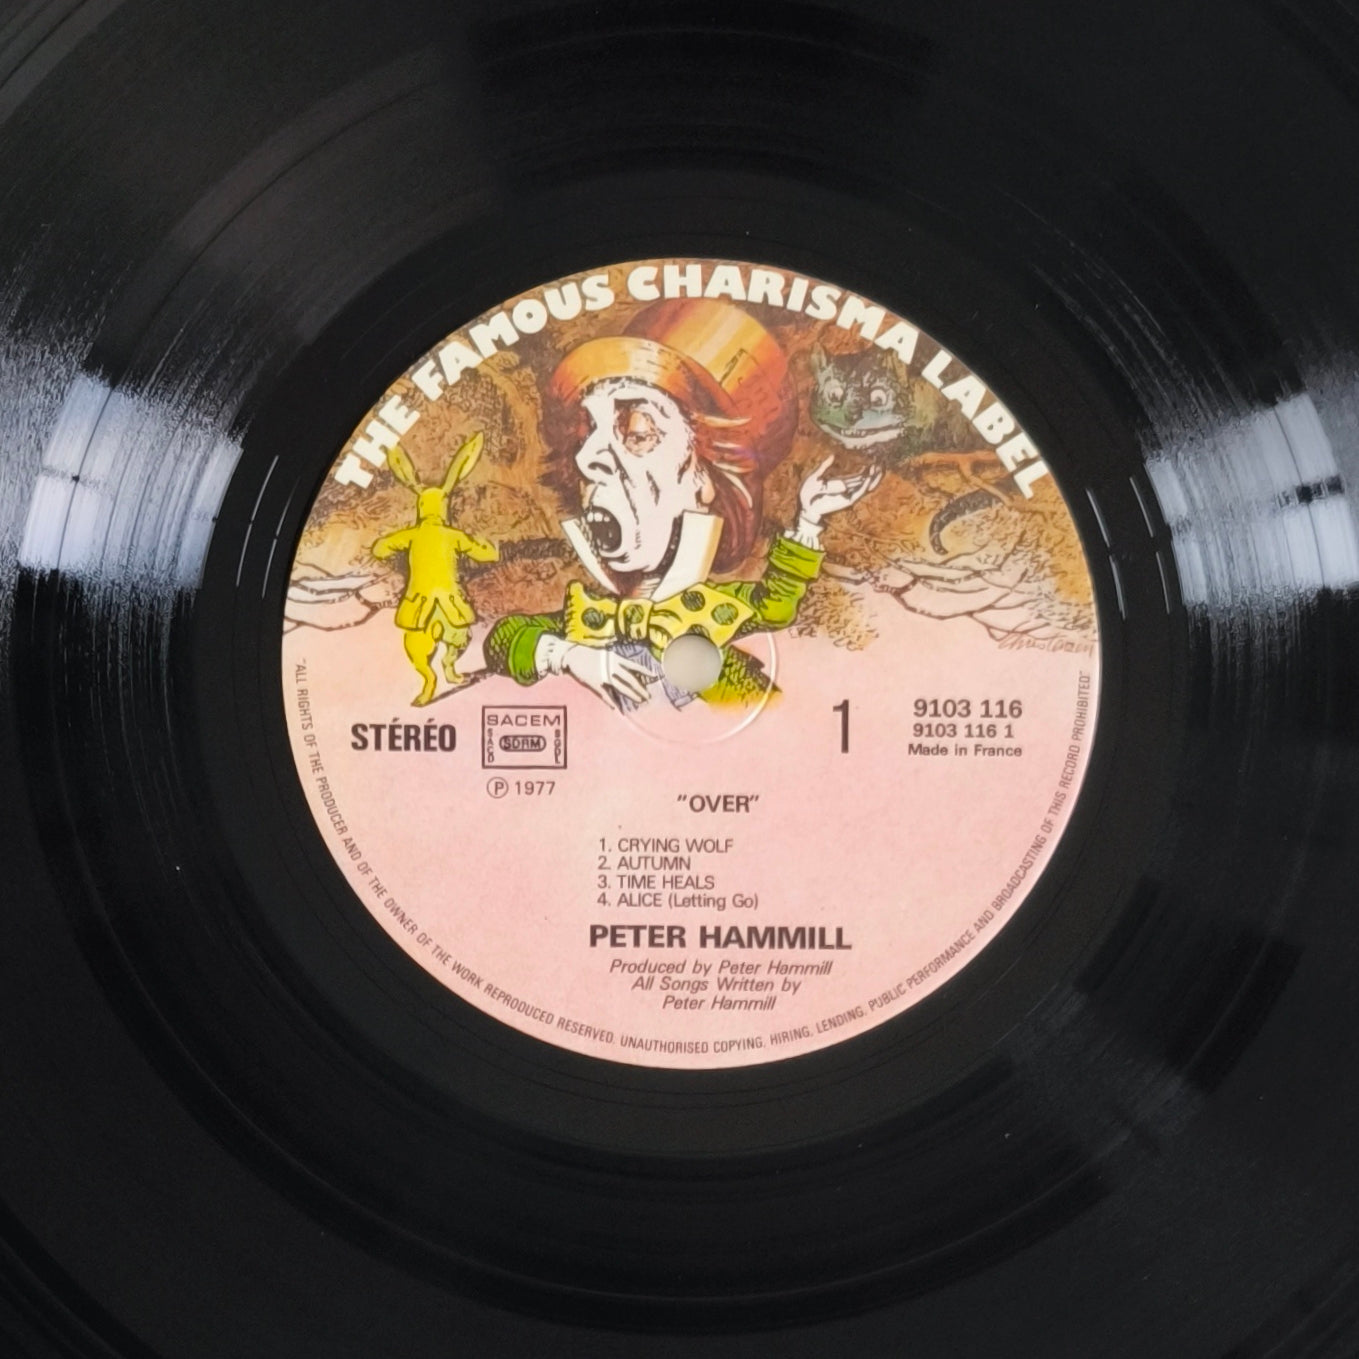 THE FAMOUS CHARISMA LABEL
STÉRÉO
SACEM
SACD
SDRM
SGDL
Ⓟ 1977
1
9103 116
9103 116 1
Made in France
"OVER"
1. CRYING WOLF
2. AUTUMN
3. TIME HEALS
4. ALICE (Letting Go)
PETER HAMMILL
Produced by Peter Hammill
All Songs Written by
Peter Hammill
"ALL RIGHTS OF THE PRODUCER AND OF THE OWNER OF THE WORK REPRODUCED RESERVED. UNAUTHORISED COPYING, HIRING, LENDING, PUBLIC PERFORMANCE AND BROADCASTING OF THIS RECORD PROHIBITED"